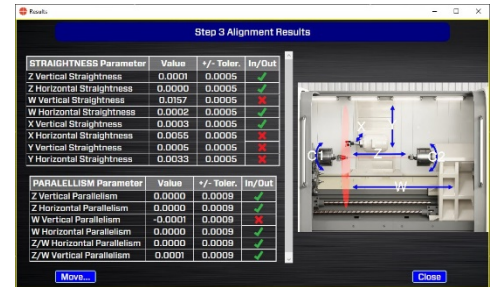 Results
Step 3 Alignment Results
STRAIGHTNESS Parameter Value +/- Toler. In/Out
Z Vertical Straightness 0.0001 0.0005
Z Horizontal Straightness 0.0000 0.0005
W Vertical Straightness 0.0157 0.0005
W Horizontal Straightness 0.0002 0.0005
X Vertical Straightness 0.0003 0.0005
X Horizontal Straightness 0.0055 0.0005
Y Vertical Straightness 0.0005 0.0005
Y Horizontal Straightness 0.0033 0.0005
PARALELLISM Parameter Value +/- Toler. In/Out
Z Vertical Parallelism 0.0000 0.0009
Z Horizontal Parallelism 0.0000 0.0009
W Vertical Parallelism -0.0001 0.0009
W Horizontal Parallelism 0.0000 0.0009
Z/W Horizontal Parallelism 0.0000 0.0009
Z/W Vertical Parallelism 0.0001 0.0009
X
C1 Z C2
W
Move... Close